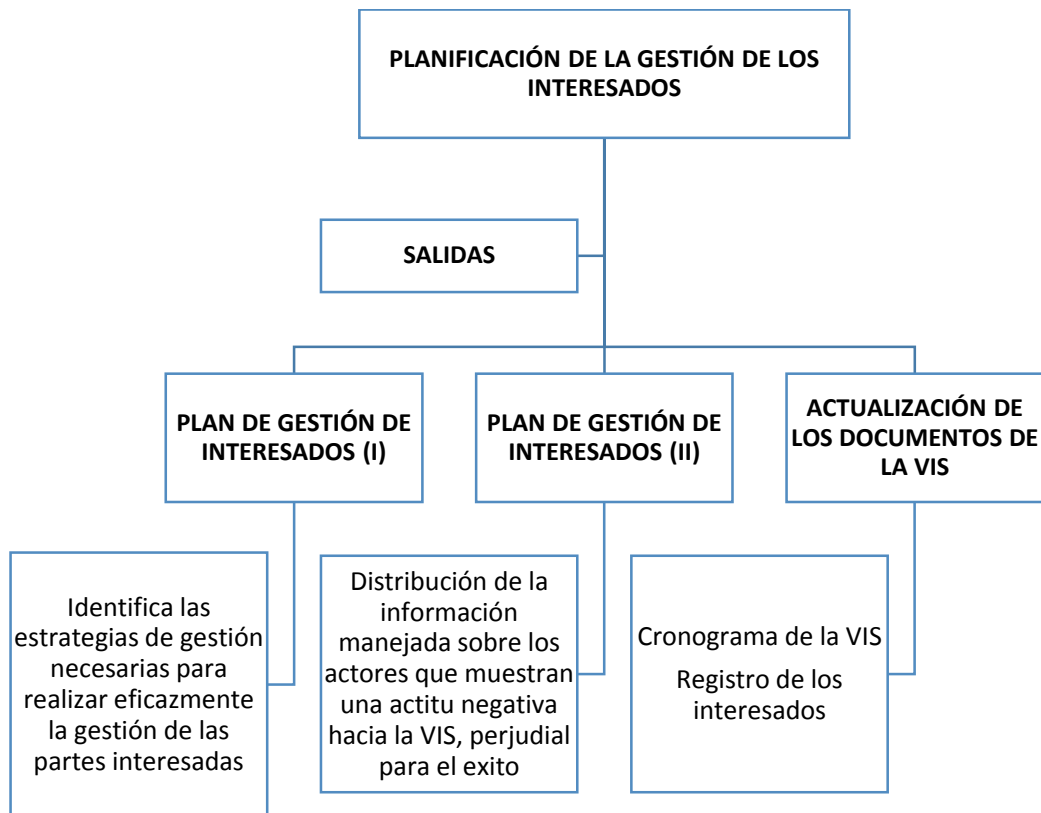 PLANIFICACIÓN DE LA GESTIÓN DE LOS
INTERESADOS
SALIDAS
PLAN DE GESTIÓN DE
INTERESADOS (I)
PLAN DE GESTIÓN DE
INTERESADOS (II)
ACTUALIZACIÓN DE
LOS DOCUMENTOS DE
LA VIS
Identifica las
estrategias de gestión
necesarias para
realizar eficazmente
la gestión de las
partes interesadas
Distribución de la
información
manejada sobre los
actores que muestran
una actitu negativa
hacia la VIS, perjudial
para el exito
Cronograma de la VIS
Registro de los
interesados